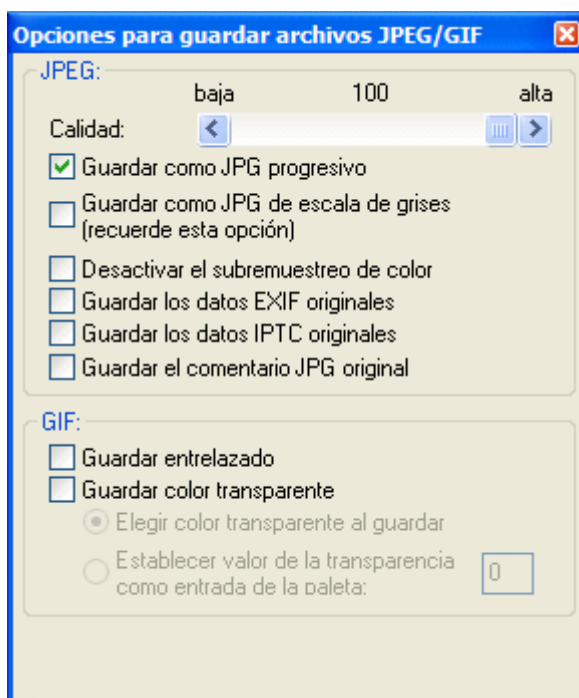 Opciones para guardar archivos JPEG/GIF
JPEG:
baja 100 alta
Calidad:
Guardar como JPG progresivo
Guardar como JPG de escala de grises
(recuerde esta opción)
Desactivar el subremuestreo de color
Guardar los datos EXIF originales
Guardar los datos IPTC originales
Guardar el comentario JPG original
GIF:
Guardar entrelazado
Guardar color transparente
Elegir color transparente al guardar
Establecer valor de la transparencia
como entrada de la paleta: 0